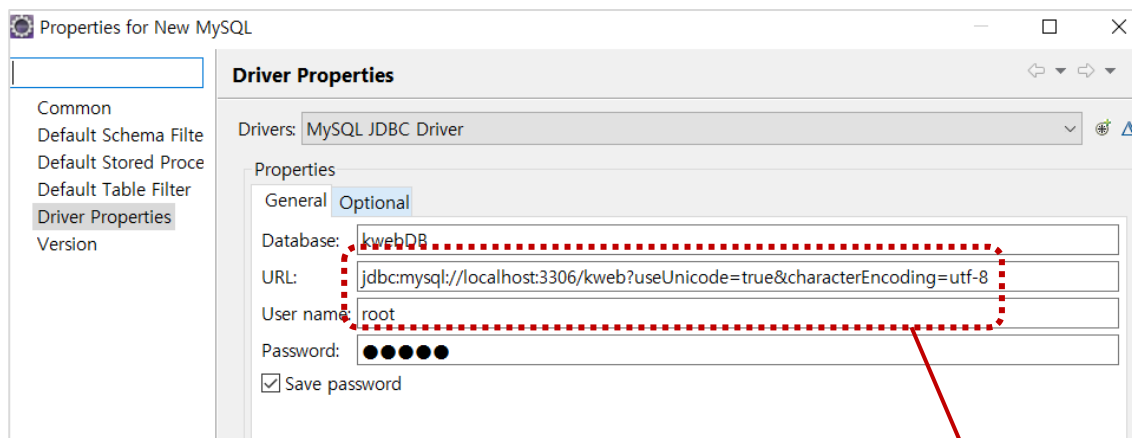 Properties for New MySQL
Driver Properties
Common
Default Schema Filte
Default Stored Proce
Default Table Filter
Driver Properties
Version
Drivers: MySQL JDBC Driver
Properties
General Optional
Database: kwebDB
URL: jdbc:mysql://localhost:3306/kweb?useUnicode=true&characterEncoding=utf-8
User name: root
Password: ●●●●●
Save password